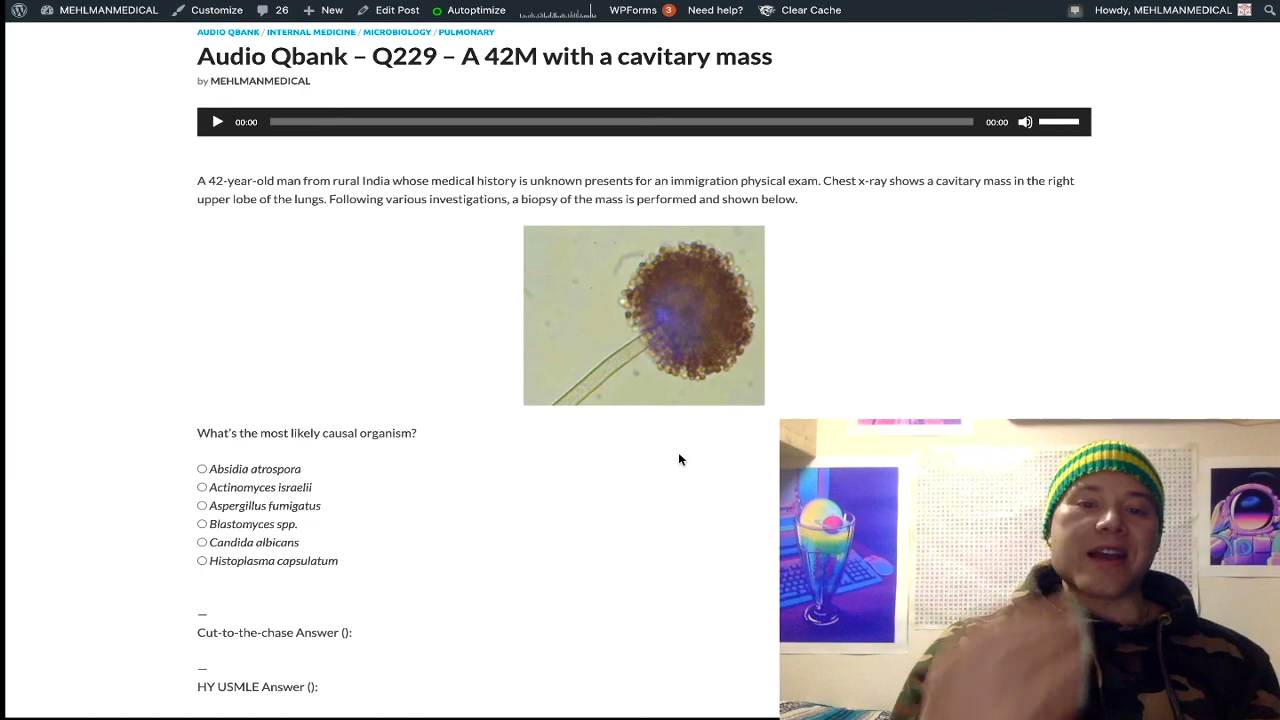 MEHLMANMEDICAL Customize 26 New Edit Post Autoptimize WPForms 3 Need help? Clear Cache Howdy, MEHLMANMEDICAL
AUDIO QBANK / INTERNAL MEDICINE / MICROBIOLOGY / PULMONARY
Audio Qbank – Q229 – A 42M with a cavitary mass
by MEHLMANMEDICAL
00:00 00:00
A 42-year-old man from rural India whose medical history is unknown presents for an immigration physical exam. Chest x-ray shows a cavitary mass in the right
upper lobe of the lungs. Following various investigations, a biopsy of the mass is performed and shown below.
What's the most likely causal organism?
Absidia atrospora
Actinomyces israelii
Aspergillus fumigatus
Blastomyces spp.
Candida albicans
Histoplasma capsulatum
—
Cut-to-the-chase Answer ():
—
HY USMLE Answer ():